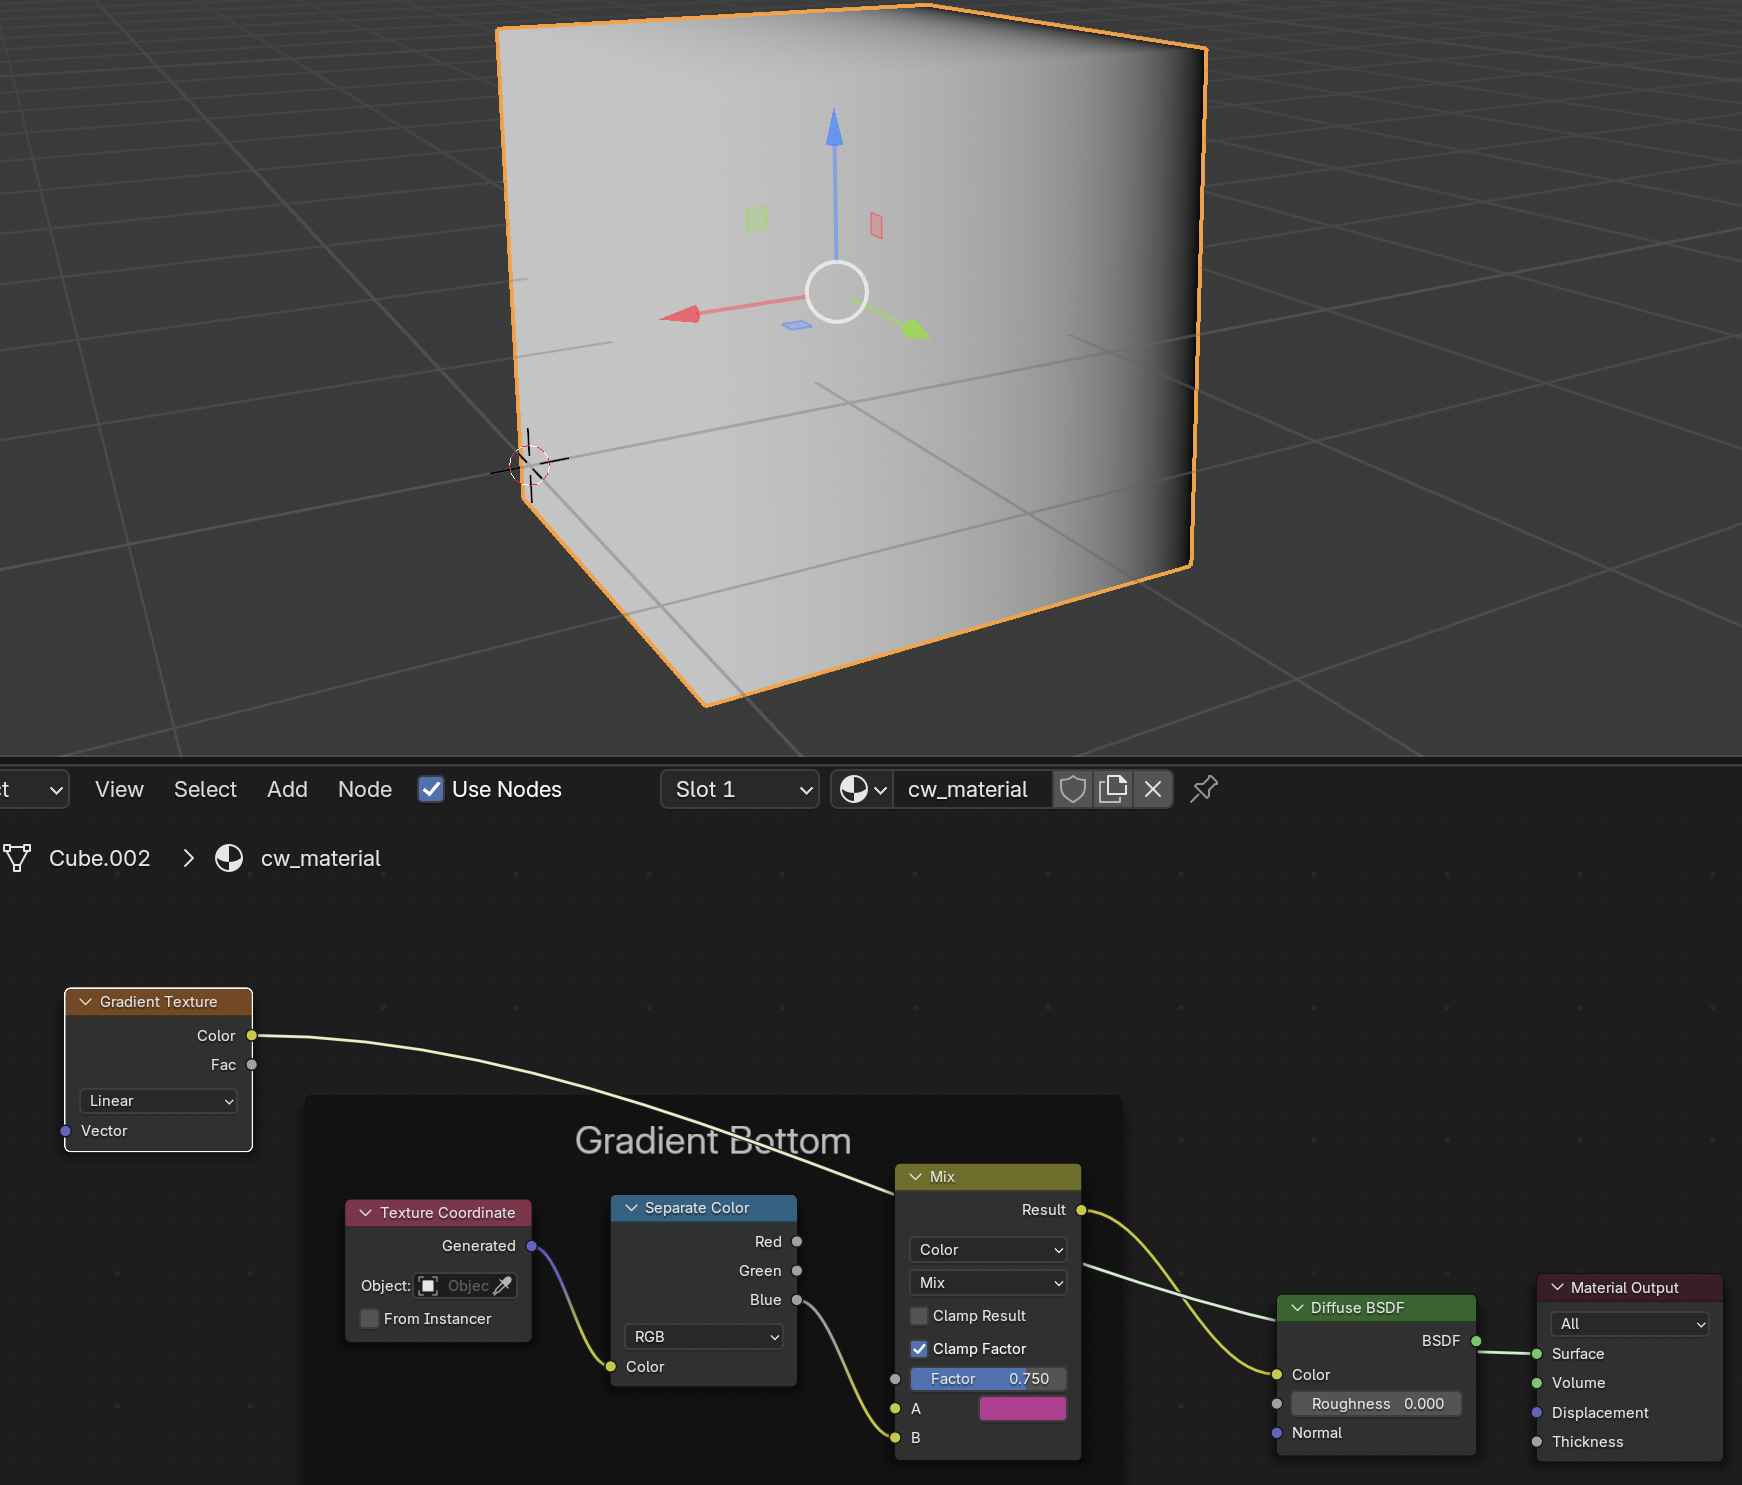 t
View
Select
Add
Node
Use Nodes
Slot 1
cw_material
Cube.002
cw_material
Gradient Texture
Color
Fac
Linear
Vector
Gradient Bottom
Texture Coordinate
Generated
Object:
Objec
From Instancer
Separate Color
Red
Green
Blue
RGB
Color
Mix
Result
Color
Mix
Clamp Result
Clamp Factor
Factor 0.750
A
B
Diffuse BSDF
BSDF
Color
Roughness 0.000
Normal
Material Output
All
Surface
Volume
Displacement
Thickness